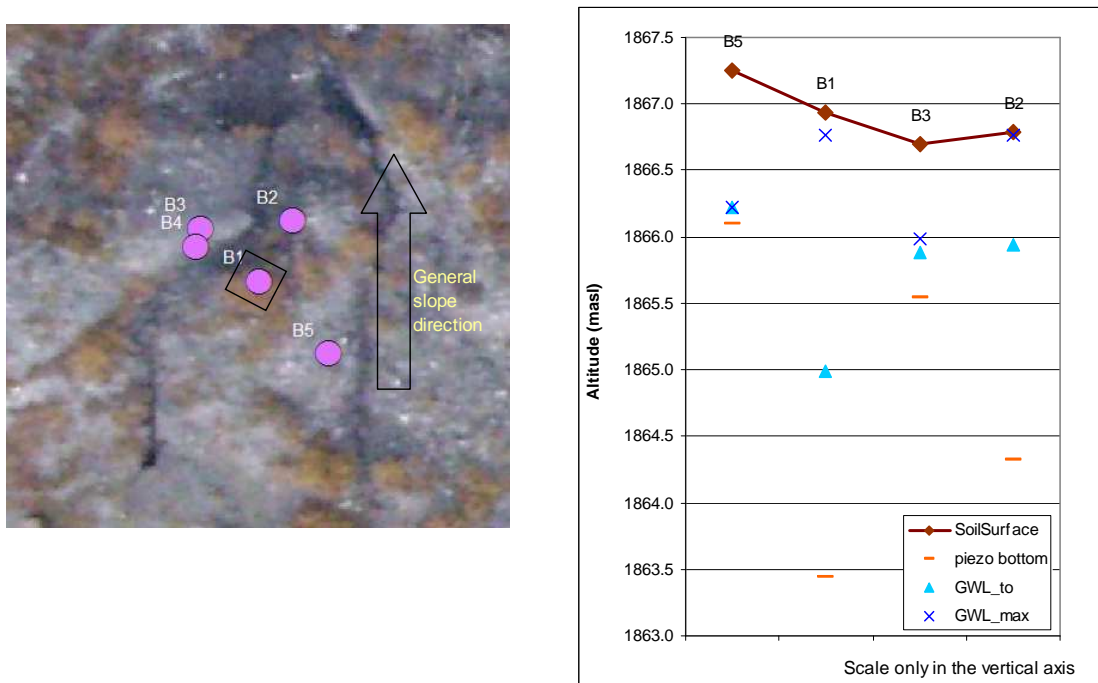 B3
B4
B2
B1
B5
General
slope
direction
1867.5
1867.0
1866.5
1866.0
1865.5
1865.0
1864.5
1864.0
1863.5
1863.0
Altitude (masl)
B5
B1
B3
B2
SoilSurface
piezo bottom
GWL_to
GWL_max
Scale only in the vertical axis